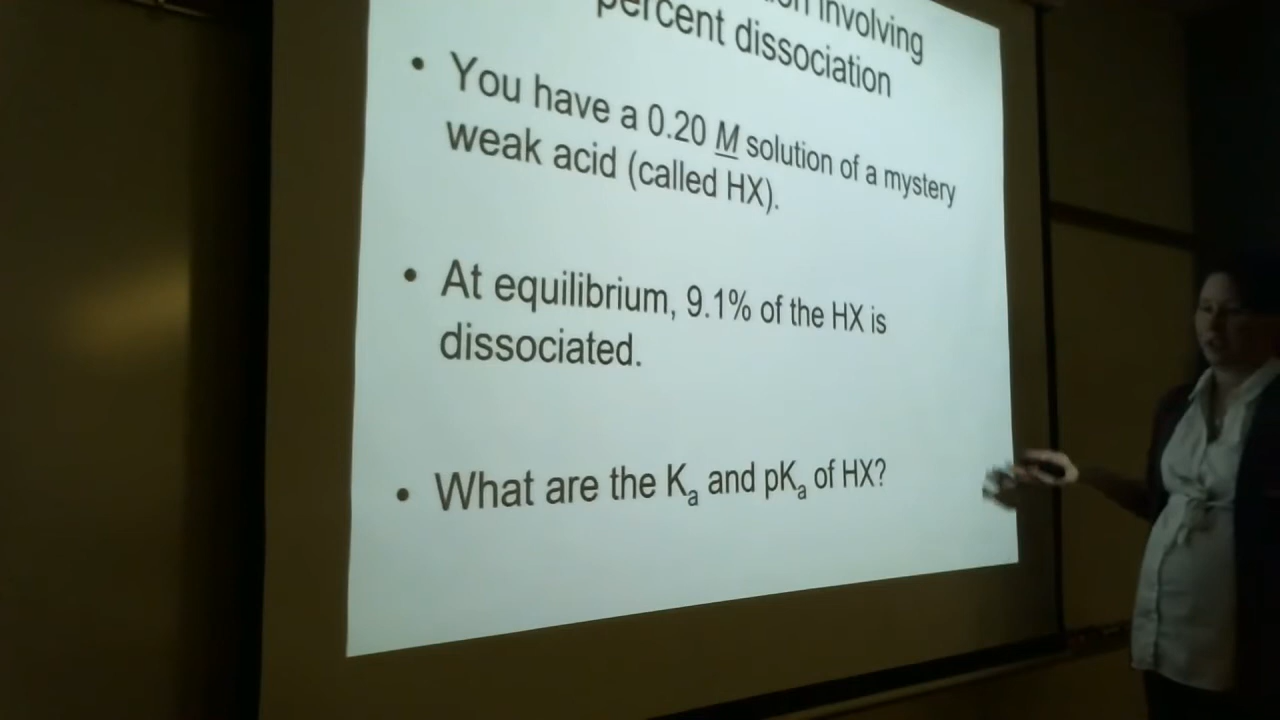 involving
percent dissociation
• You have a 0.20 M solution of a mystery
weak acid (called HX).
• At equilibrium, 9.1% of the HX is
dissociated.
• What are the Ka and pKa of HX?